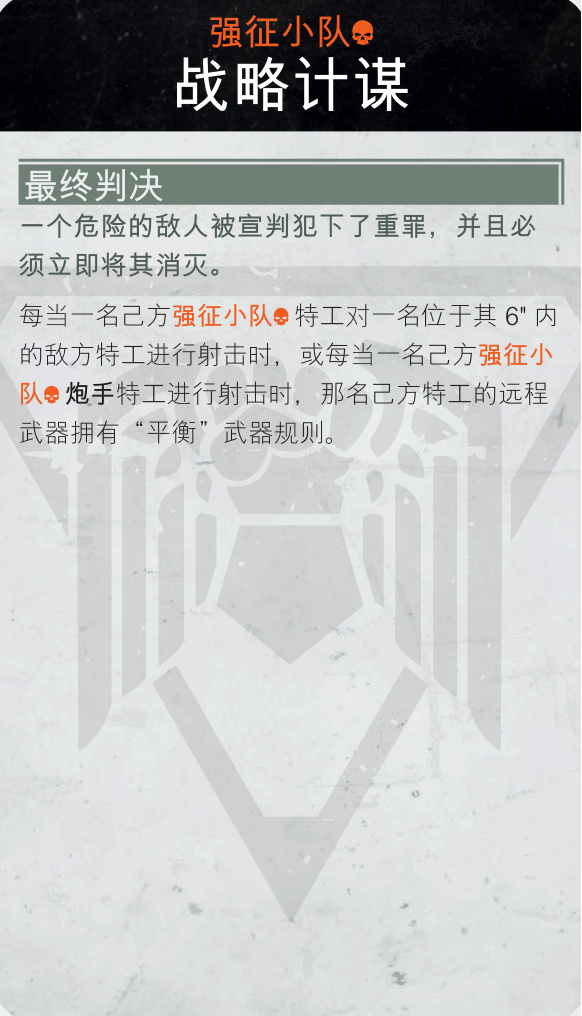 强征小队
战略计谋
最终判决
一个危险的敌人被宣判犯下了重罪，并且必
须立即将其消灭。
每当一名己方强征小队特工对一名位于其 6" 内
的敌方特工进行射击时，或每当一名己方强征小
队炮手特工进行射击时，那名己方特工的远程
武器拥有“平衡”武器规则。